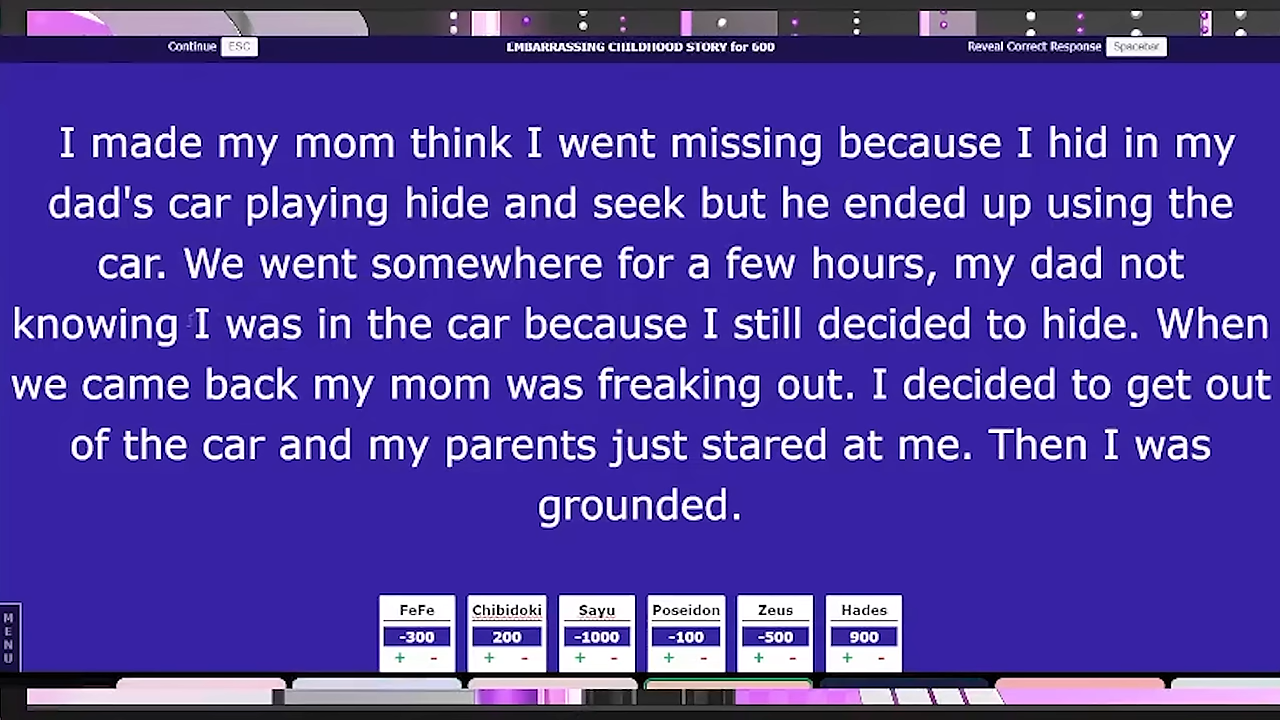 Continue ESC EMBARRASSING CHILDHOOD STORY for 600 Reveal Correct Response Spacebar
I made my mom think I went missing because I hid in my
dad's car playing hide and seek but he ended up using the
car. We went somewhere for a few hours, my dad not
knowing I was in the car because I still decided to hide. When
we came back my mom was freaking out. I decided to get out
of the car and my parents just stared at me. Then I was
grounded.
MENU
FeFe Chibidoki Sayu Poseidon Zeus Hades
-300 200 -1000 -100 -500 900
+ - + - + - + - + - + -